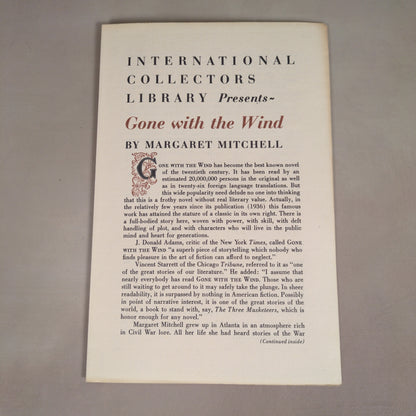 INTERNATIONAL
COLLECTORS
LIBRARY Presents~
Gone with the Wind
BY MARGARET MITCHELL
GONE WITH THE WIND has become the best known novel
of the twentieth century. It has been read by an
estimated 20,000,000 persons in the original as well
as in twenty-six foreign language translations. But
this wide popularity need delude no one into thinking
that this is a frothy novel without real literary value. Actually, in
the relatively few years since its publication (1936) this famous
work has attained the stature of a classic in its own right. There is
a full-bodied story here, woven with power, with skill, with deft
handling of plot, and with characters who will live in the public
mind and heart for generations.
J. Donald Adams, critic of the New York Times, called GONE
WITH THE WIND "a superb piece of storytelling which nobody who
finds pleasure in the art of fiction can afford to neglect."
Vincent Starrett of the Chicago Tribune, referred to it as "one
of the great stories of our literature." He added: "I assume that
nearly everybody has read GONE WITH THE WIND. Those who are
still waiting to get around to it may safely take the plunge. In sheer
readability, it is surpassed by nothing in American fiction. Possibly
in point of narrative interest, it is one of the great stories of the
world, a book to stand with, say, The Three Musketeers, which is
honor enough for any novel."
Margaret Mitchell grew up in Atlanta in an atmosphere rich
in Civil War lore. All her life she had heard stories of the War
(Continued inside)